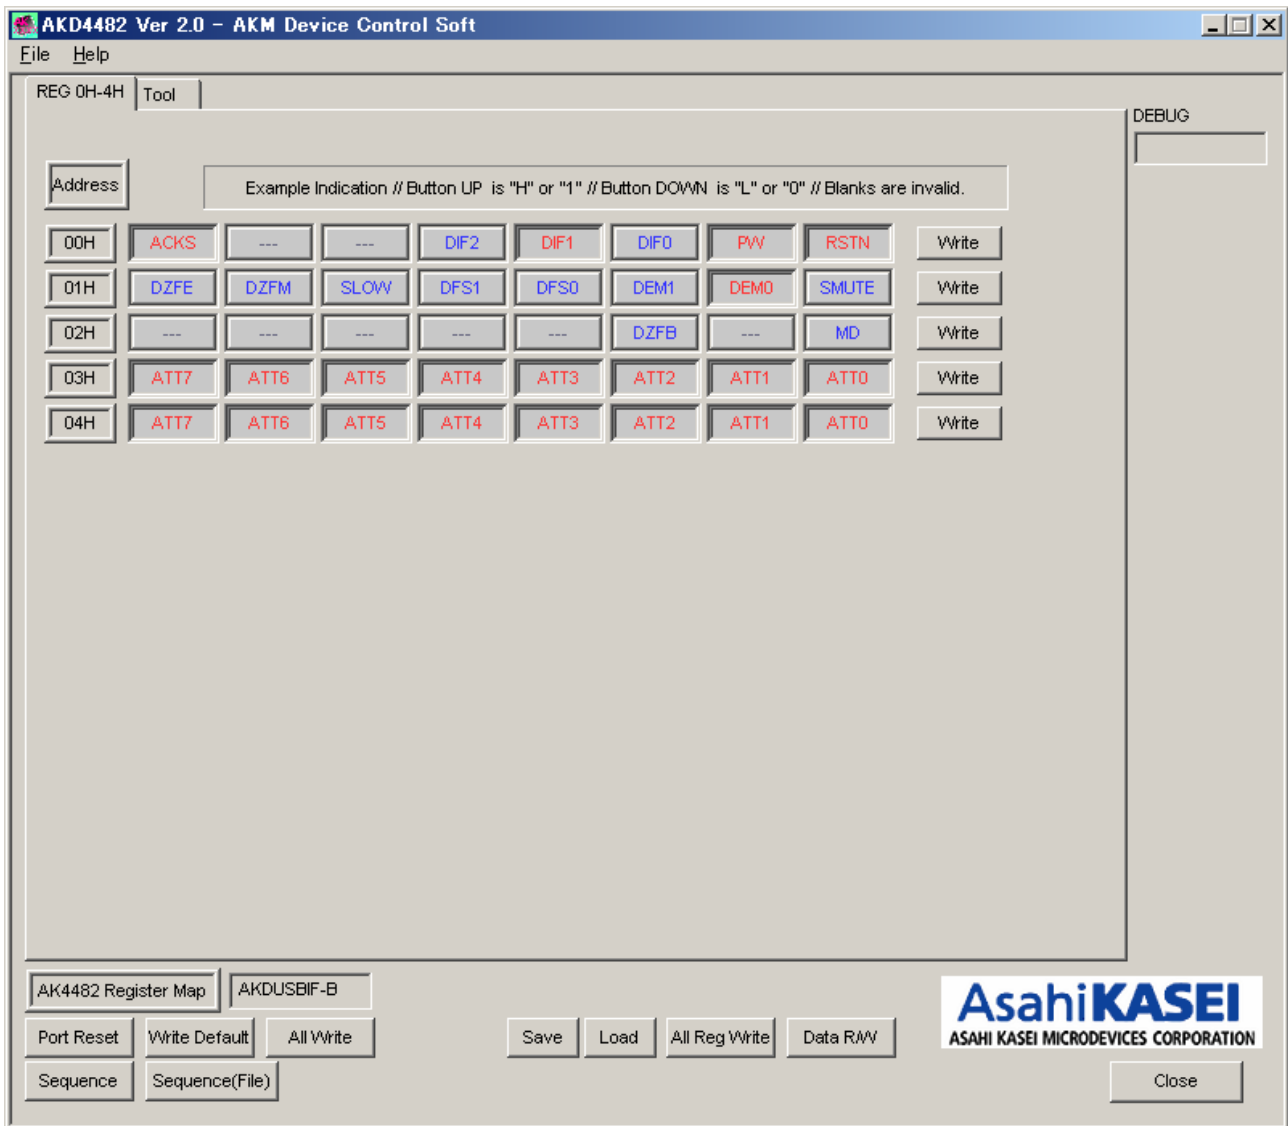 AKD4482 Ver 2.0 - AKM Device Control Soft
File Help
REG 0H-4H Tool
DEBUG
Address
Example Indication // Button UP is "H" or "1" // Button DOWN is "L" or "0" // Blanks are invalid.
00H ACKS --- --- DIF2 DIF1 DIF0 PW RSTN Write
01H DZFE DZFM SLOW DFS1 DFS0 DEM1 DEM0 SMUTE Write
02H --- --- --- --- --- DZFB --- MD Write
03H ATT7 ATT6 ATT5 ATT4 ATT3 ATT2 ATT1 ATT0 Write
04H ATT7 ATT6 ATT5 ATT4 ATT3 ATT2 ATT1 ATT0 Write
AK4482 Register Map AKDUSBIF-B
AsahiKASEI
ASAHI KASEI MICRODEVICES CORPORATION
Port Reset Write Default All Write Save Load All Reg Write Data R/W
Sequence Sequence(File) Close